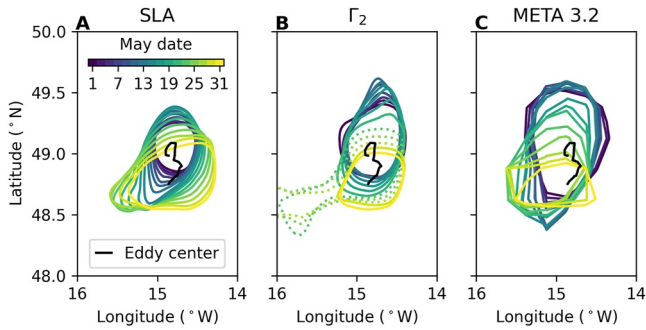 A SLA
B Γ₂
C META 3.2
May date
1 7 13 19 25 31
Eddy center
Latitude (°N)
50.0
49.5
49.0
48.5
48.0
16 15 14
16 15 14
16 15 14
Longitude (°W)
Longitude (°W)
Longitude (°W)